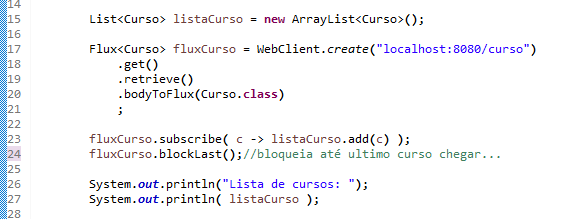 14
15 List<Curso> listaCurso = new ArrayList<Curso>();
16
17 Flux<Curso> fluxCurso = WebClient.create("localhost:8080/curso")
18 .get()
19 .retrieve()
20 .bodyToFlux(Curso.class)
21 ;
22
23 fluxCurso.subscribe( c -> listaCurso.add(c) );
24 fluxCurso.blockLast();//bloqueia até ultimo curso chegar...
25
26 System.out.println("Lista de cursos: ");
27 System.out.println( listaCurso );